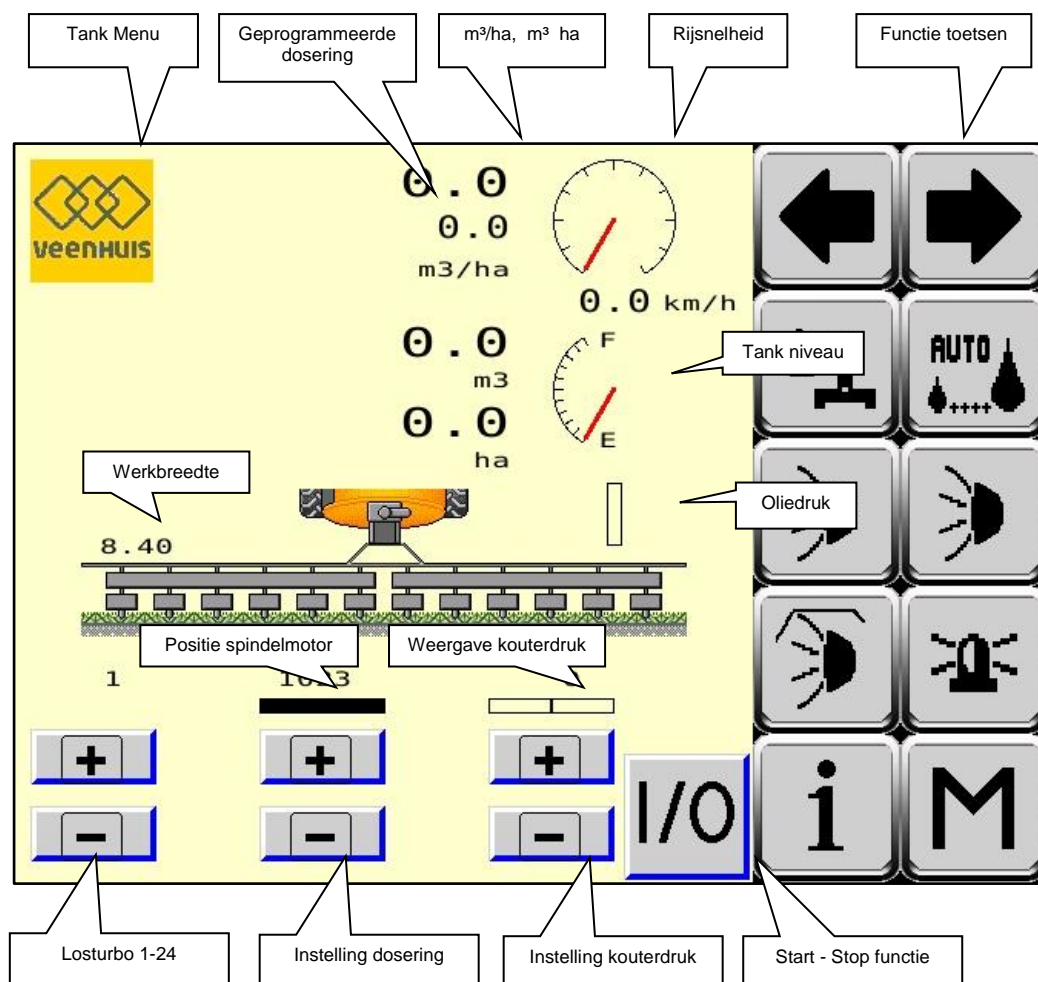 Tank Menu
Geprogrammeerde
dosering
m³/ha, m³ ha
Rijsnelheid
Functie toetsen
veenhuis
0.0
0.0
m3/ha
0.0 km/h
0.0
m3
F
Tank niveau
AUTO
0.0
ha
E
Werkbreedte
Oliedruk
8.40
Positie spindelmotor
Weergave kouterdruk
1
1023
+
+
+
-
-
-
I/O
i
M
Losturbo 1-24
Instelling dosering
Instelling kouterdruk
Start - Stop functie